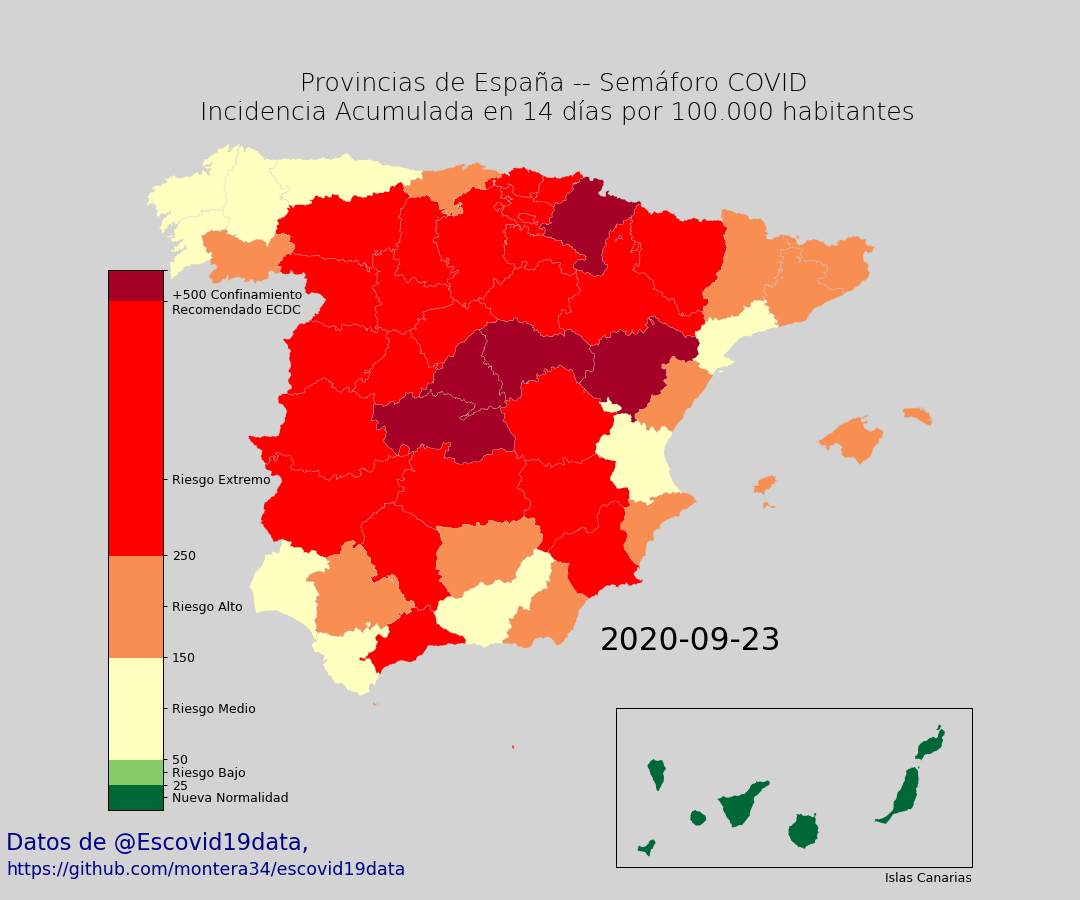 Provincias de España -- Semáforo COVID
Incidencia Acumulada en 14 días por 100.000 habitantes
+500 Confinamiento
Recomendado ECDC
Riesgo Extremo
250
Riesgo Alto
150
Riesgo Medio
50
Riesgo Bajo
25
Nueva Normalidad
2020-09-23
Islas Canarias
Datos de @Escovid19data,
https://github.com/montera34/escovid19data